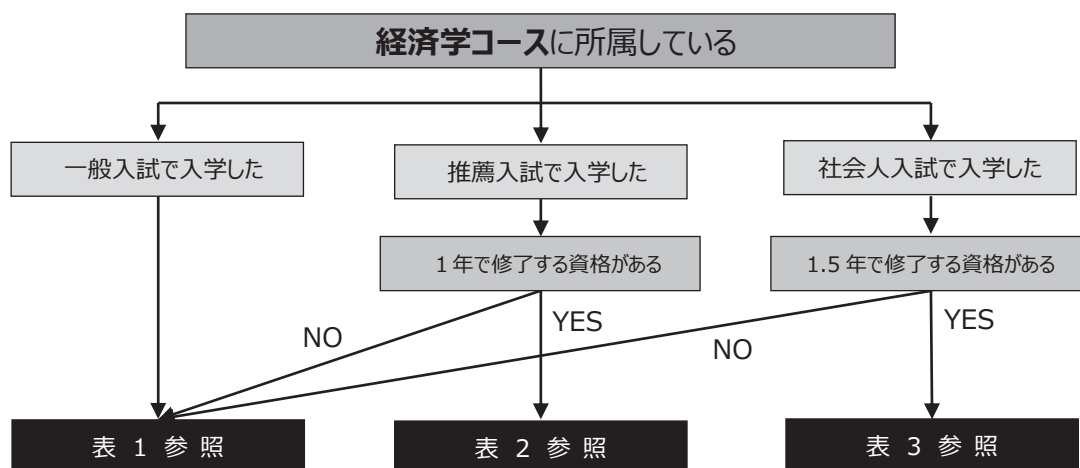 経済学コースに所属している
一般入試で入学した
推薦入試で入学した
社会人入試で入学した
1年で修了する資格がある
1.5年で修了する資格がある
NO
YES
NO
YES
表 1 参 照
表 2 参 照
表 3 参 照